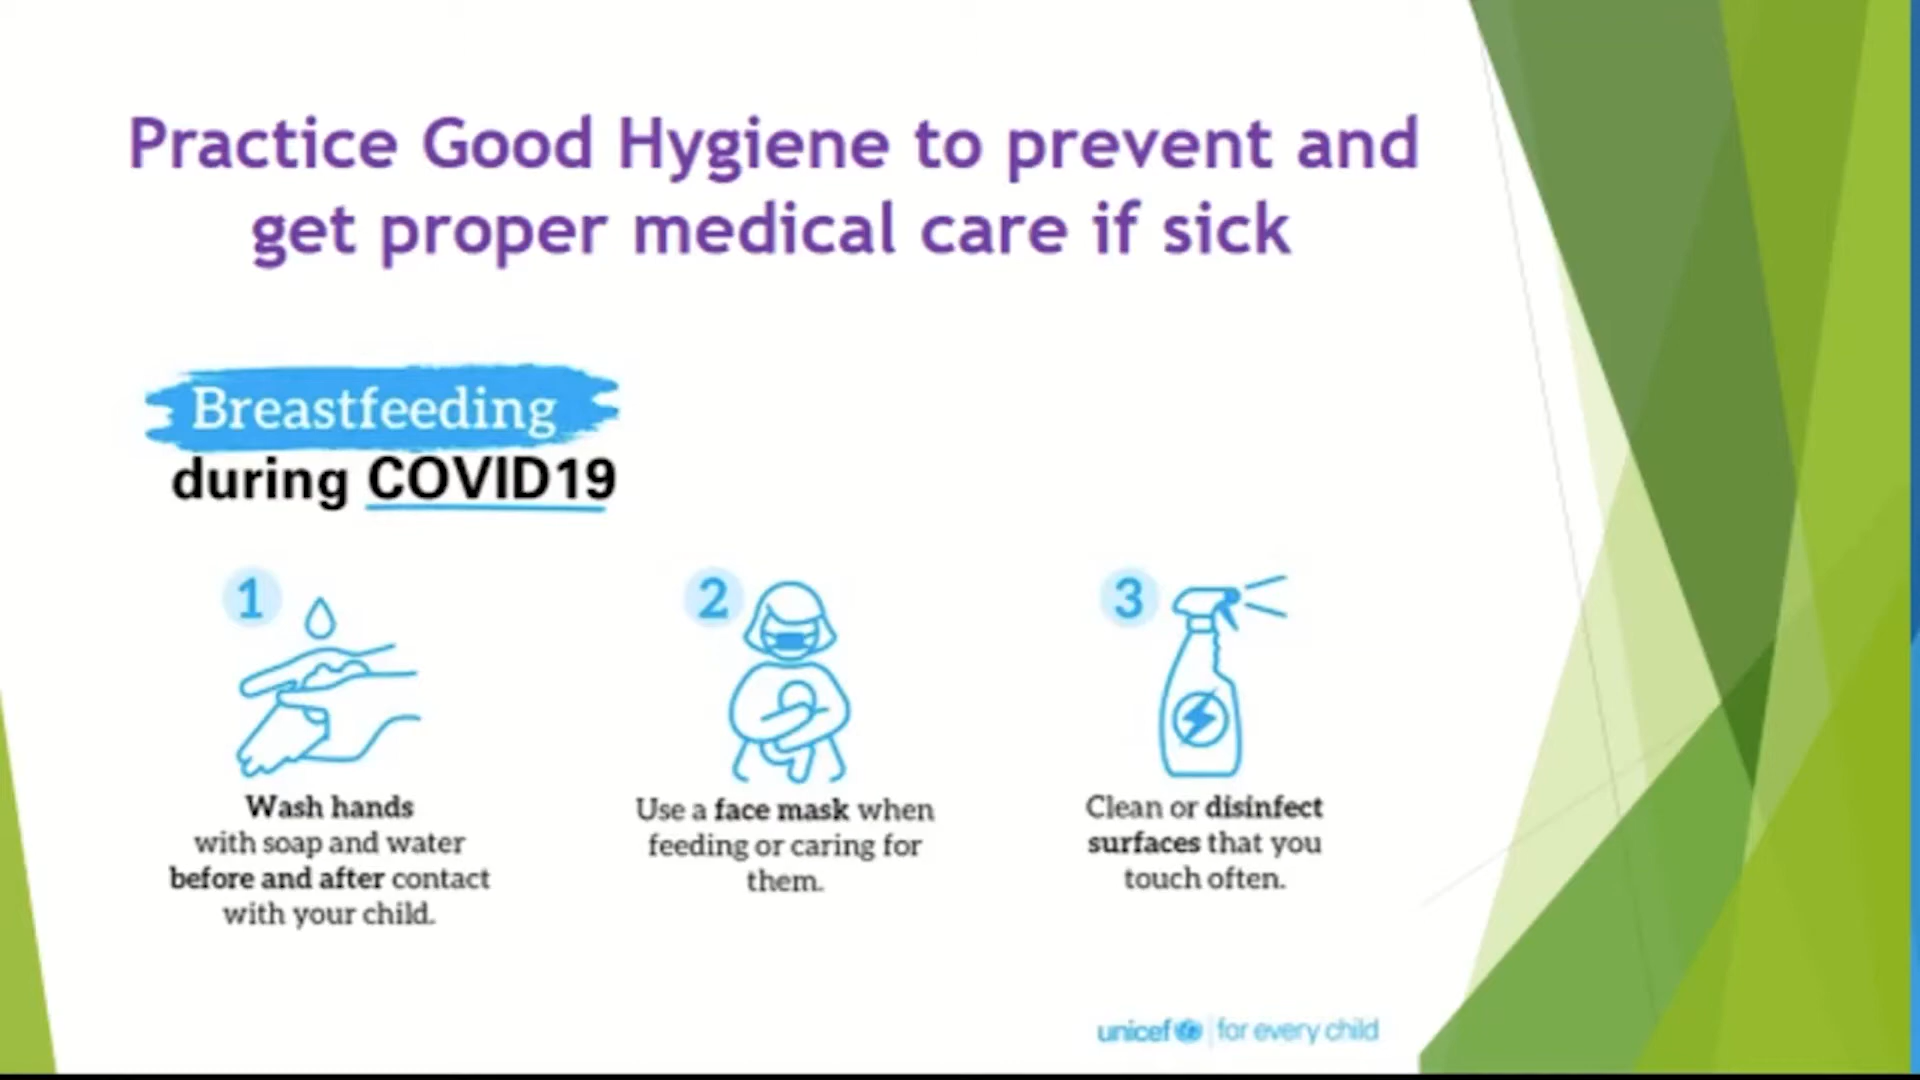 Practice Good Hygiene to prevent and
get proper medical care if sick
Breastfeeding
during COVID19
1
Wash hands
with soap and water
before and after contact
with your child.
2
Use a face mask when
feeding or caring for
them.
3
Clean or disinfect
surfaces that you
touch often.
unicef for every child